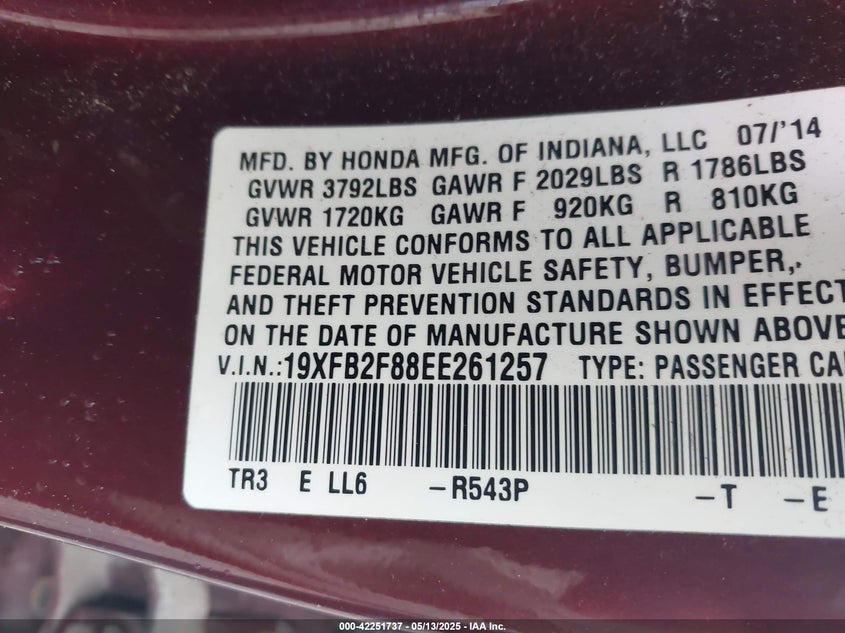 MFD. BY HONDA MFG. OF INDIANA, LLC 07/'14
GVWR 3792LBS GAWR F 2029LBS R 1786LBS
GVWR 1720KG GAWR F 920KG R 810KG
THIS VEHICLE CONFORMS TO ALL APPLICABLE
FEDERAL MOTOR VEHICLE SAFETY, BUMPER,
AND THEFT PREVENTION STANDARDS IN EFFECT
ON THE DATE OF MANUFACTURE SHOWN ABOVE
V.I.N.:19XFB2F88EE261257 TYPE: PASSENGER CA
TR3 E LL6 -R543P -T -E
000-42251737 - 05/13/2025 - IAA Inc.